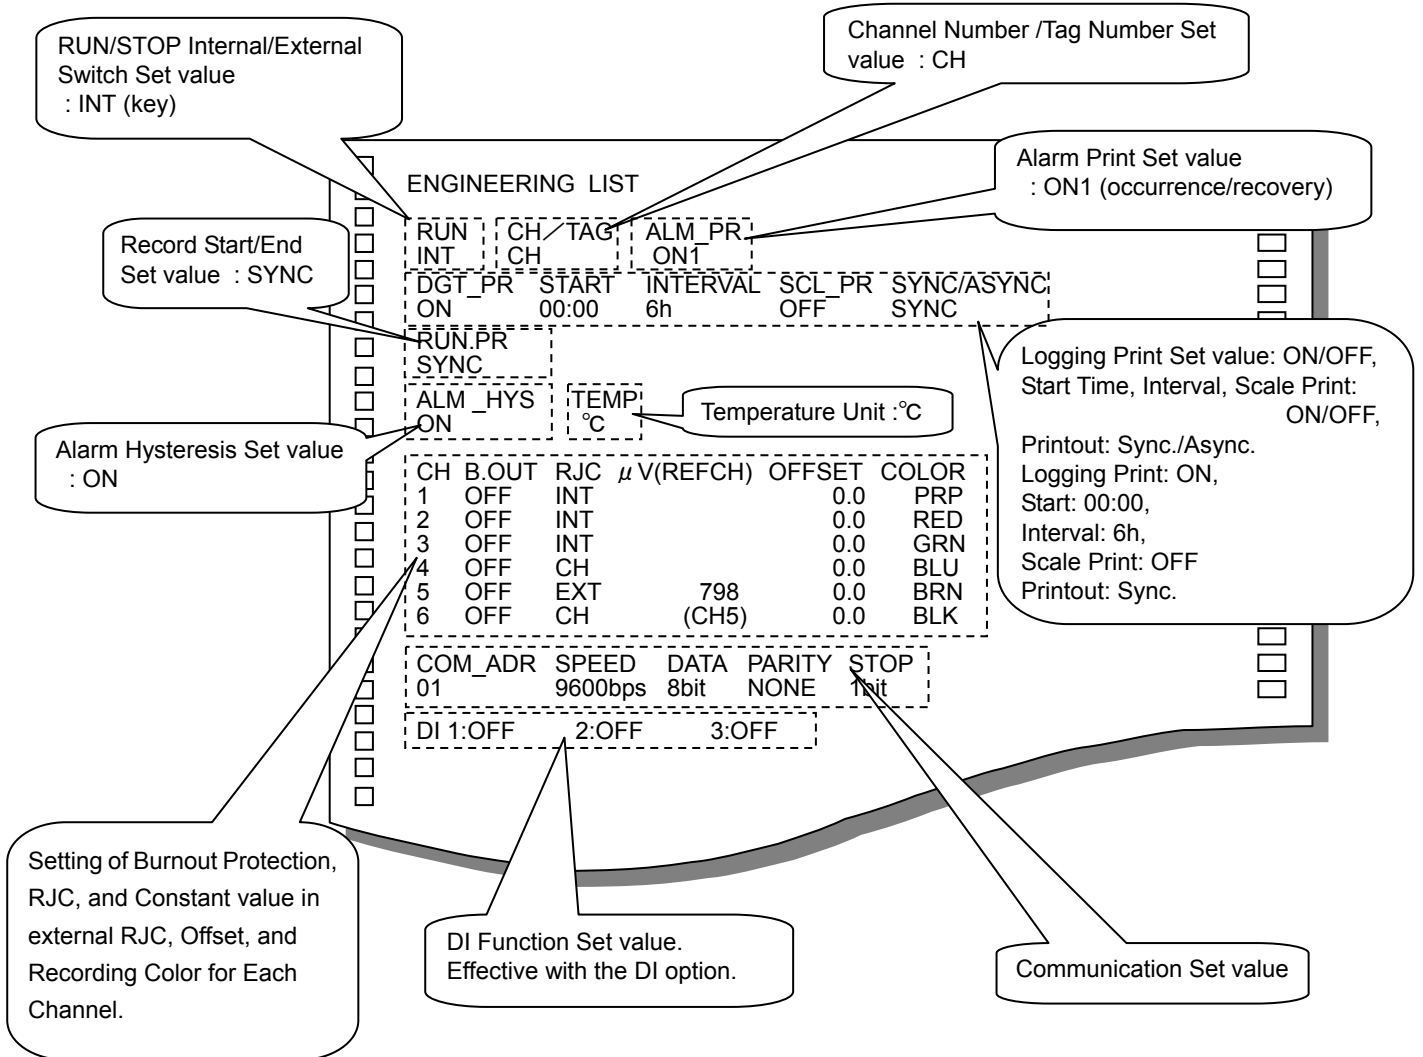 RUN/STOP Internal/External
Switch Set value
: INT (key)
Channel Number /Tag Number Set
value : CH
Alarm Print Set value
: ON1 (occurrence/recovery)
Record Start/End
Set value : SYNC
ENGINEERING LIST
RUN CH／TAG ALM_PR
INT CH ON1
DGT_PR START INTERVAL SCL_PR SYNC/ASYNC
ON 00:00 6h OFF SYNC
RUN.PR
SYNC
ALM _HYS TEMP
ON ℃
Temperature Unit :℃
Logging Print Set value: ON/OFF,
Start Time, Interval, Scale Print:
ON/OFF,
Printout: Sync./Async.
Logging Print: ON,
Start: 00:00,
Interval: 6h,
Scale Print: OFF
Printout: Sync.
Alarm Hysteresis Set value
: ON
CH B.OUT RJC μV(REFCH) OFFSET COLOR
1 OFF INT 0.0 PRP
2 OFF INT 0.0 RED
3 OFF INT 0.0 GRN
4 OFF CH 0.0 BLU
5 OFF EXT 798 0.0 BRN
6 OFF CH (CH5) 0.0 BLK
COM_ADR SPEED DATA PARITY STOP
01 9600bps 8bit NONE 1bit
DI 1:OFF 2:OFF 3:OFF
Setting of Burnout Protection,
RJC, and Constant value in
external RJC, Offset, and
Recording Color for Each
Channel.
DI Function Set value.
Effective with the DI option.
Communication Set value